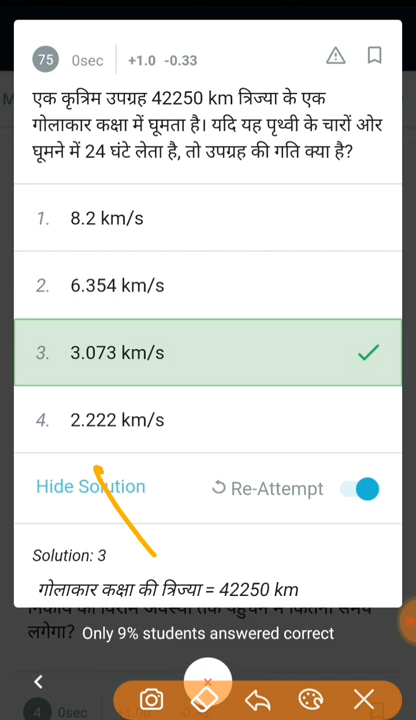 75 0sec +1.0 -0.33
एक कृत्रिम उपग्रह 42250 km त्रिज्या के एक
गोलाकार कक्षा में घूमता है। यदि यह पृथ्वी के चारों ओर
घूमने में 24 घंटे लेता है, तो उपग्रह की गति क्या है?
1. 8.2 km/s
2. 6.354 km/s
3. 3.073 km/s
4. 2.222 km/s
Hide Solution Re-Attempt
Solution: 3
गोलाकार कक्षा की त्रिज्या = 42250 km
लगेगा? Only 9% students answered correct
4 0sec